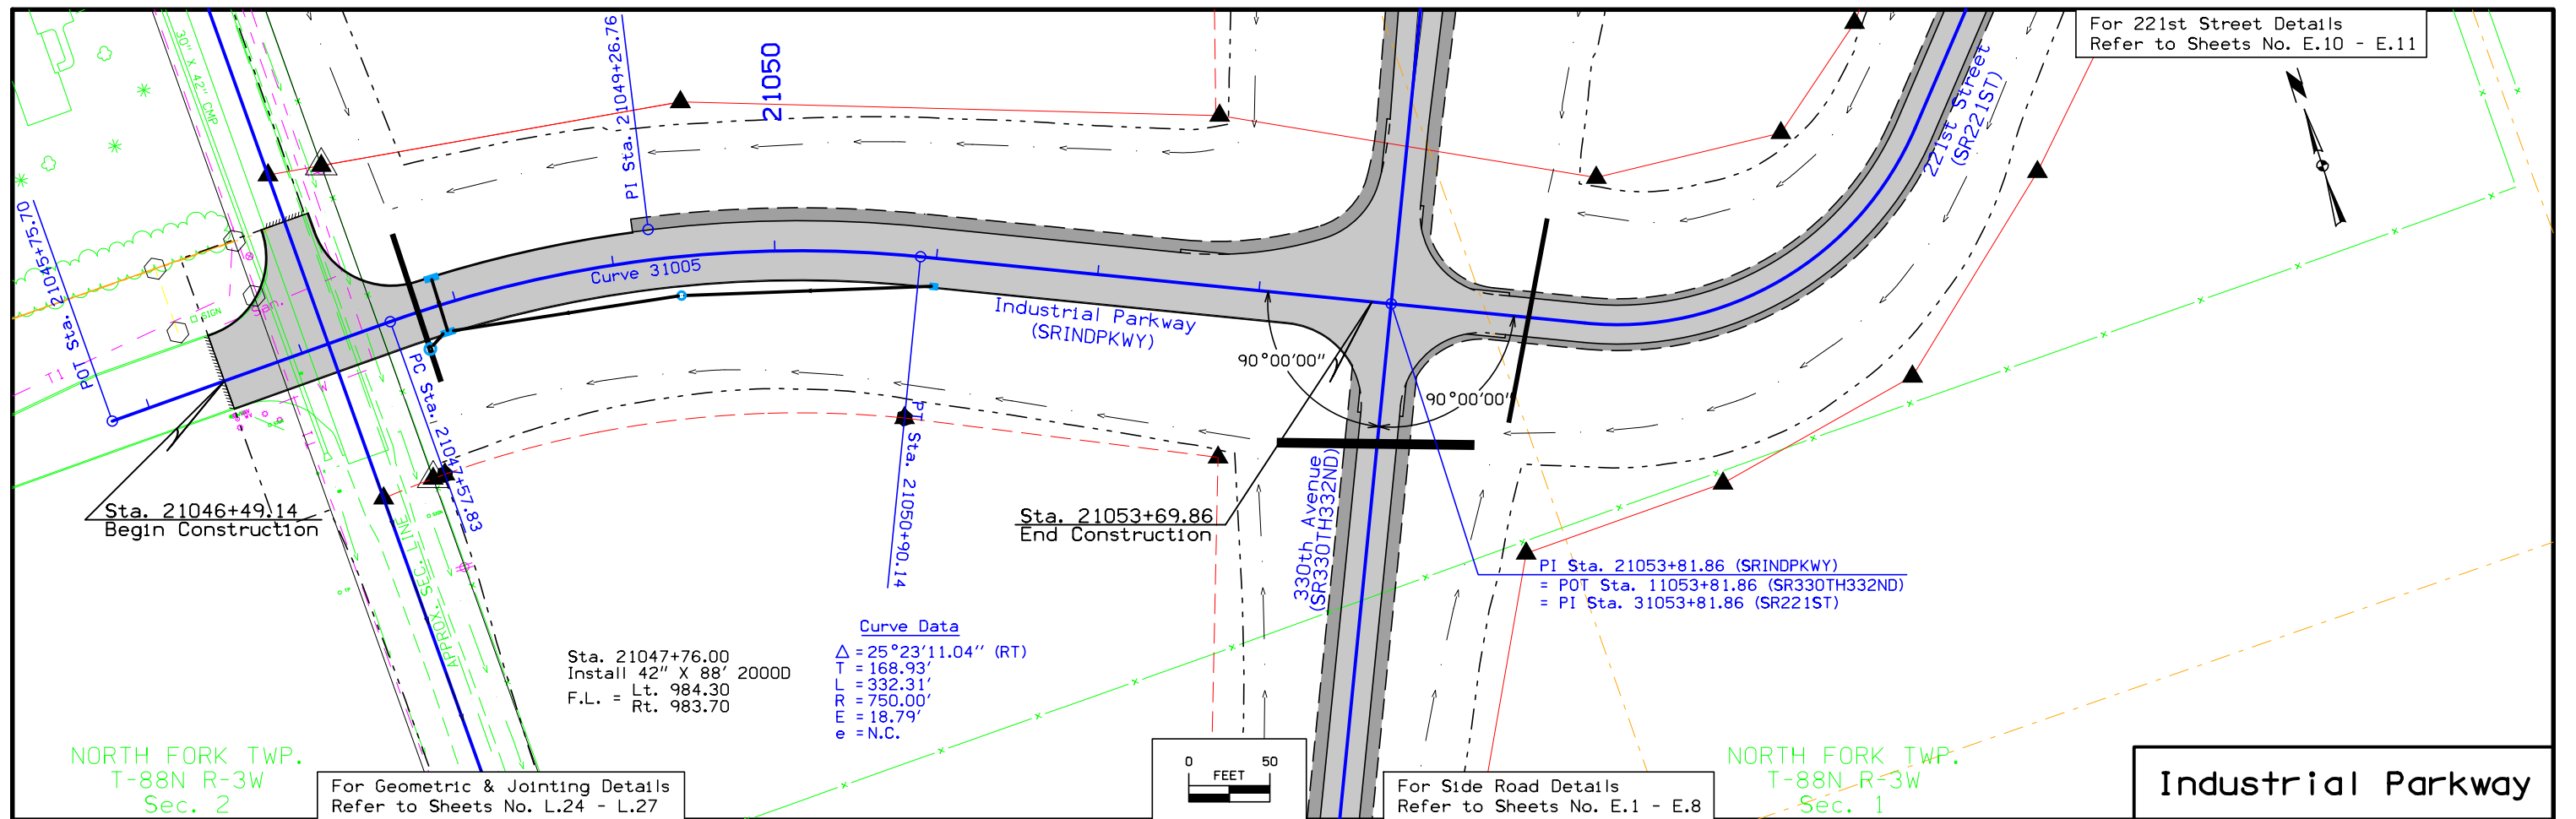 For 221st Street Details
Refer to Sheets No. E.10 - E.11
30" X 42" CMP
PI Sta. 21049+26.76
21050
221st Street
(SR221ST)
POT Sta. 21045+75.70
SIGN
San.
T1
W
T1
Curve 31005
Industrial Parkway
(SRINDPKWY)
90°00'00"
90°00'00"
PC Sta. 21047+57.83
PT Sta. 21050+90.14
Sta. 21046+49.14
Begin Construction
Sta. 21053+69.86
End Construction
330th Avenue
(SR330TH332ND)
APPROX. SEC. LINE
PI Sta. 21053+81.86 (SRINDPKWY)
= POT Sta. 11053+81.86 (SR330TH332ND)
= PI Sta. 31053+81.86 (SR221ST)
Sta. 21047+76.00
Install 42" X 88' 2000D
F.L. = Lt. 984.30
Rt. 983.70
Curve Data
Δ = 25°23'11.04" (RT)
T = 168.93'
L = 332.31'
R = 750.00'
E = 18.79'
e = N.C.
NORTH FORK TWP.
T-88N R-3W
Sec. 2
For Geometric & Jointing Details
Refer to Sheets No. L.24 - L.27
0 50
FEET
For Side Road Details
Refer to Sheets No. E.1 - E.8
NORTH FORK TWP.
T-88N R-3W
Sec. 1
Industrial Parkway